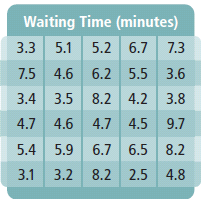 Waiting Time (minutes)
3.3 5.1 5.2 6.7 7.3
7.5 4.6 6.2 5.5 3.6
3.4 3.5 8.2 4.2 3.8
4.7 4.6 4.7 4.5 9.7
5.4 5.9 6.7 6.5 8.2
3.1 3.2 8.2 2.5 4.8